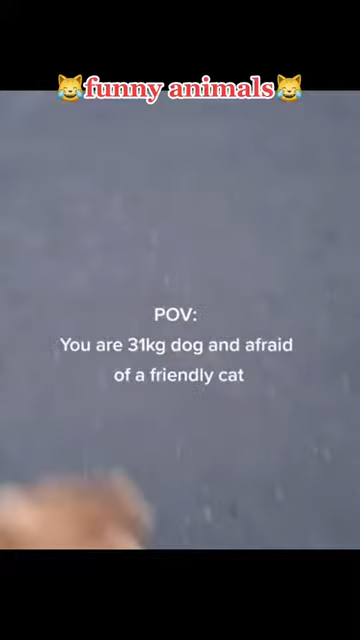 😹funny animals😹
POV:
You are 31kg dog and afraid
of a friendly cat